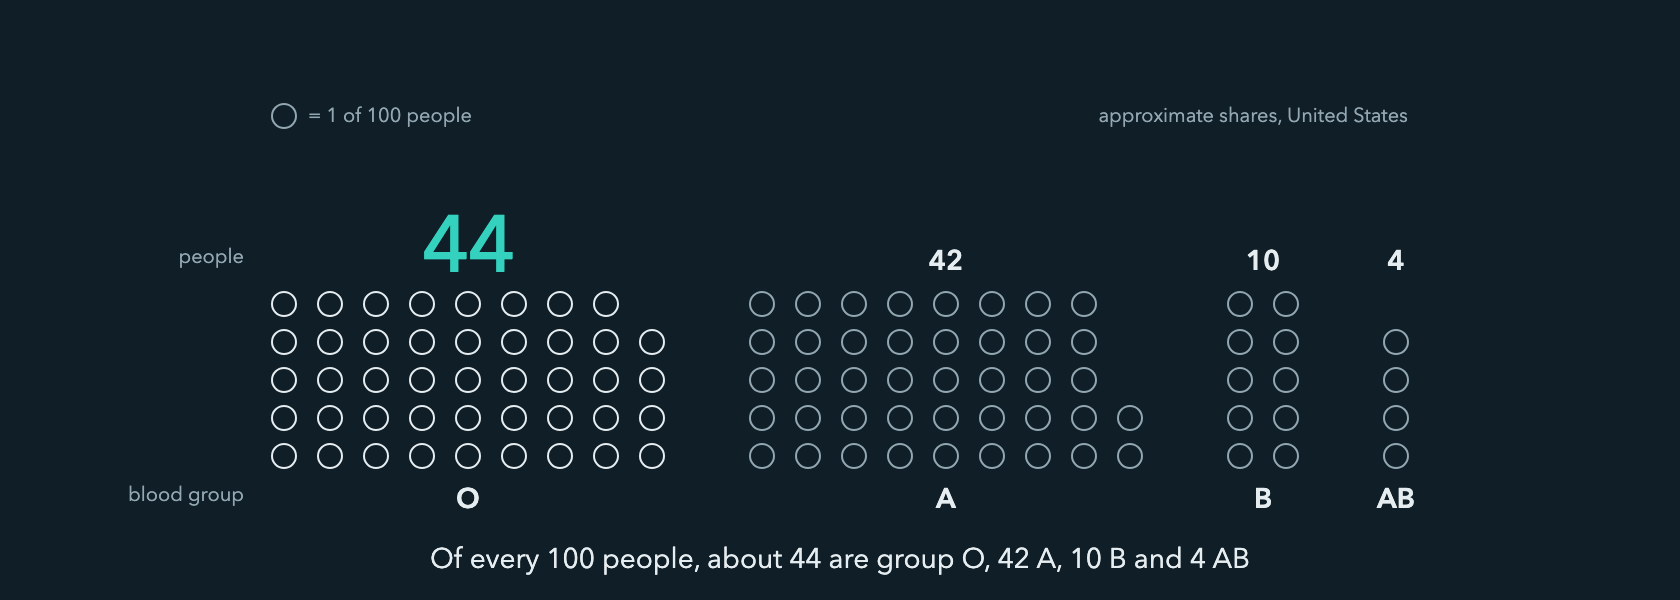 = 1 of 100 people
approximate shares, United States
people 44 42 10 4
blood group O A B AB
Of every 100 people, about 44 are group O, 42 A, 10 B and 4 AB